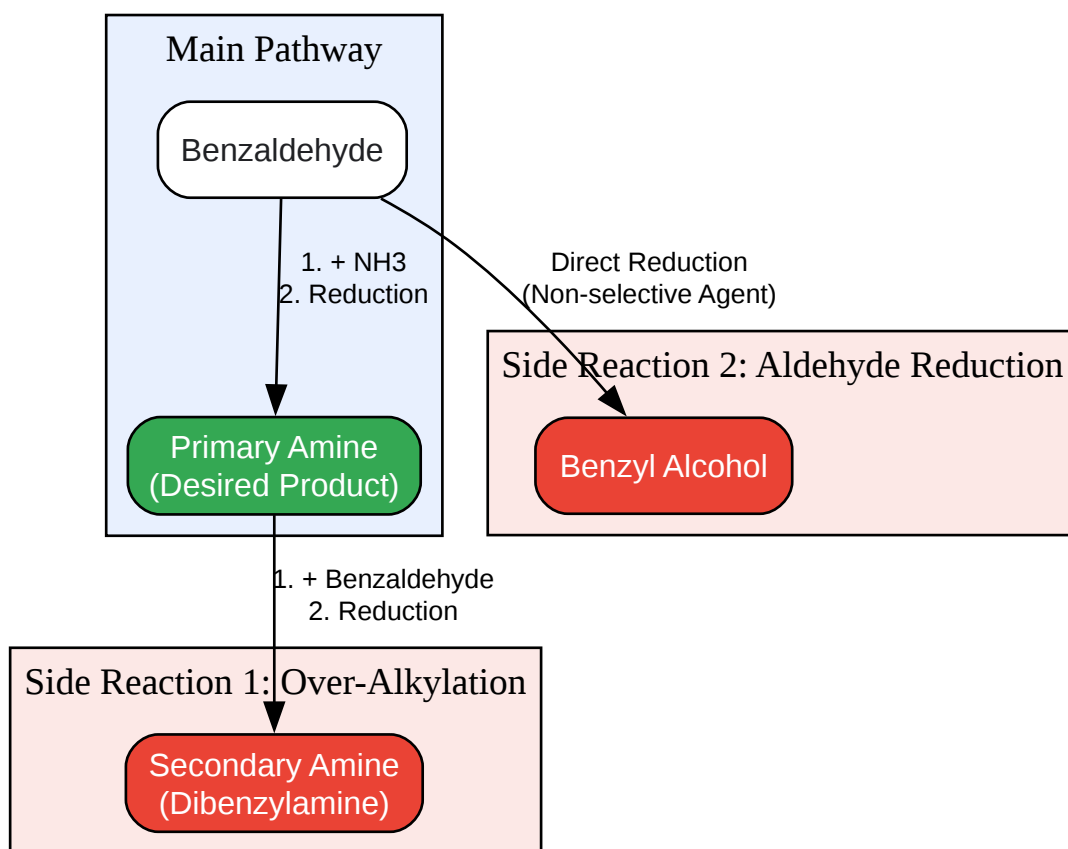 Main Pathway
Benzaldehyde
1. + NH3
2. Reduction
Direct Reduction
(Non-selective Agent)
Side Reaction 2: Aldehyde Reduction
Primary Amine
(Desired Product)
Benzyl Alcohol
1. + Benzaldehyde
2. Reduction
Side Reaction 1: Over-Alkylation
Secondary Amine
(Dibenzylamine)